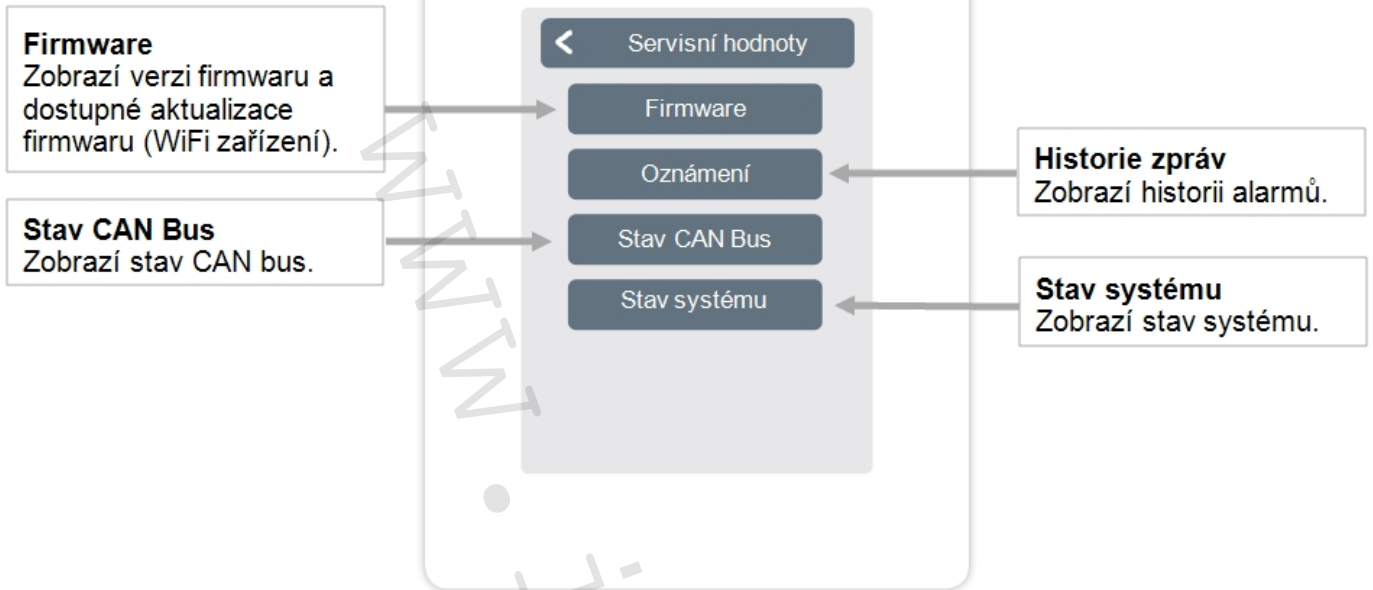 Firmware
Zobrazí verzi firmwaru a
dostupné aktualizace
firmwaru (WiFi zařízení).
Stav CAN Bus
Zobrazí stav CAN bus.
Servisní hodnoty
Firmware
Oznámení
Stav CAN Bus
Stav systému
Historie zpráv
Zobrazí historii alarmů.
Stav systému
Zobrazí stav systému.
www.